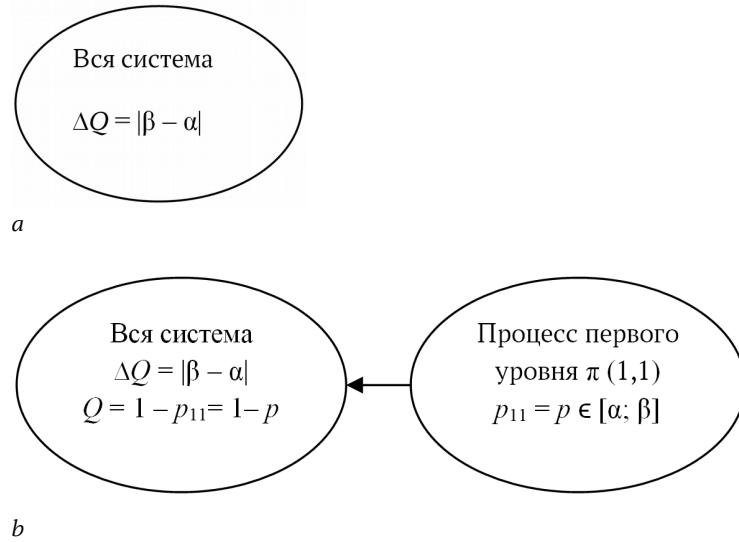 Вся система
ΔQ = |β – α|
a
Вся система
ΔQ = |β – α|
Q = 1 – p₁₁= 1– p
Процесс первого
уровня π (1,1)
p₁₁ = p ∈ [α; β]
b